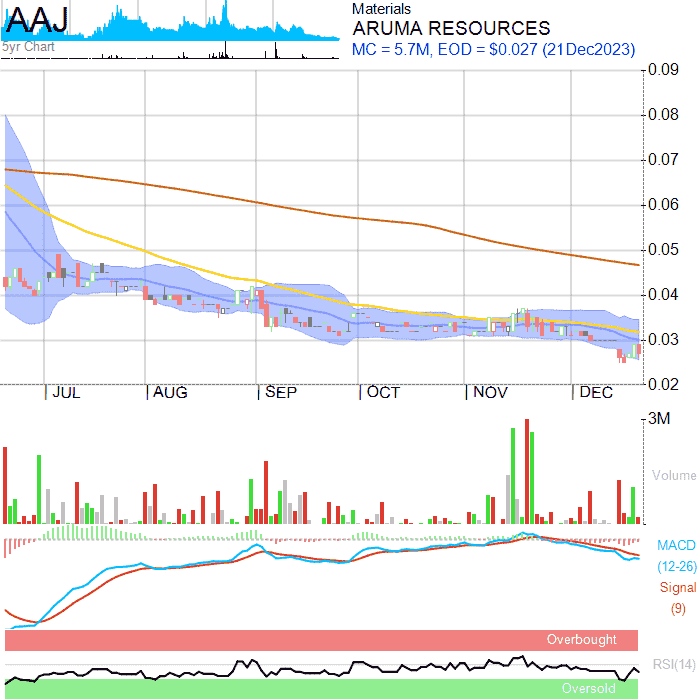 AAJ
5yr Chart
Materials
ARUMA RESOURCES
MC = 5.7M, EOD = $0.027 (21Dec2023)
0.09
0.08
0.07
0.06
0.05
0.04
0.03
0.02
JUL AUG SEP OCT NOV DEC
3M
Volume
MACD
(12-26)
Signal
(9)
Overbought
RSI(14)
Oversold